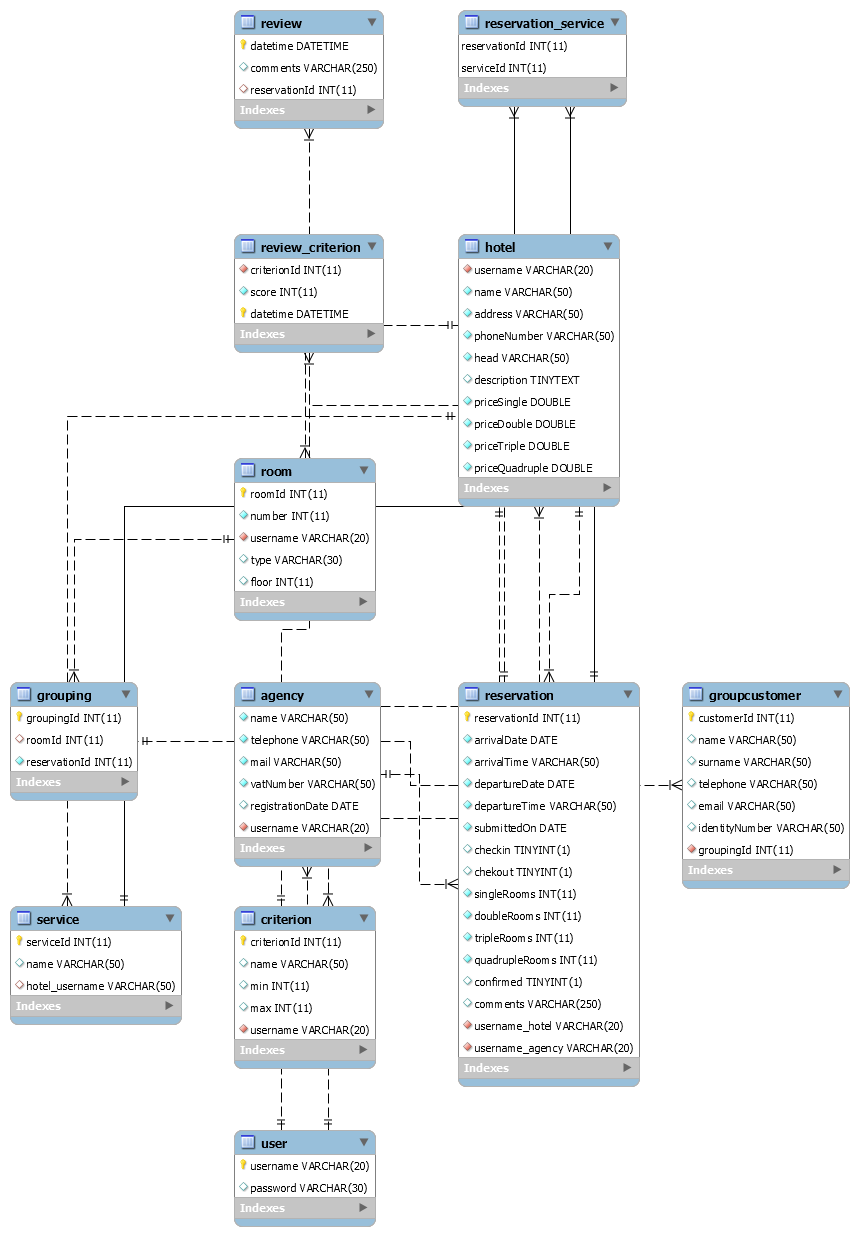 review
datetime DATETIME
comments VARCHAR(250)
reservationId INT(11)
Indexes
reservation_service
reservationId INT(11)
serviceId INT(11)
Indexes
review_criterion
criterionId INT(11)
score INT(11)
datetime DATETIME
Indexes
hotel
username VARCHAR(20)
name VARCHAR(50)
address VARCHAR(50)
phoneNumber VARCHAR(50)
head VARCHAR(50)
description TINYTEXT
priceSingle DOUBLE
priceDouble DOUBLE
priceTriple DOUBLE
priceQuadruple DOUBLE
Indexes
room
roomId INT(11)
number INT(11)
username VARCHAR(20)
type VARCHAR(30)
floor INT(11)
Indexes
grouping
groupingId INT(11)
roomId INT(11)
reservationId INT(11)
Indexes
agency
name VARCHAR(50)
telephone VARCHAR(50)
mail VARCHAR(50)
vatNumber VARCHAR(50)
registrationDate DATE
username VARCHAR(20)
Indexes
reservation
reservationId INT(11)
arrivalDate DATE
arrivalTime VARCHAR(50)
departureDate DATE
departureTime VARCHAR(50)
submittedOn DATE
checkin TINYINT(1)
chekout TINYINT(1)
singleRooms INT(11)
doubleRooms INT(11)
tripleRooms INT(11)
quadrupleRooms INT(11)
confirmed TINYINT(1)
comments VARCHAR(250)
username_hotel VARCHAR(20)
username_agency VARCHAR(20)
Indexes
groupcustomer
customerId INT(11)
name VARCHAR(50)
surname VARCHAR(50)
telephone VARCHAR(50)
email VARCHAR(50)
identityNumber VARCHAR(50)
groupingId INT(11)
Indexes
service
serviceId INT(11)
name VARCHAR(50)
hotel_username VARCHAR(50)
Indexes
criterion
criterionId INT(11)
name VARCHAR(50)
min INT(11)
max INT(11)
username VARCHAR(20)
Indexes
user
username VARCHAR(20)
password VARCHAR(30)
Indexes